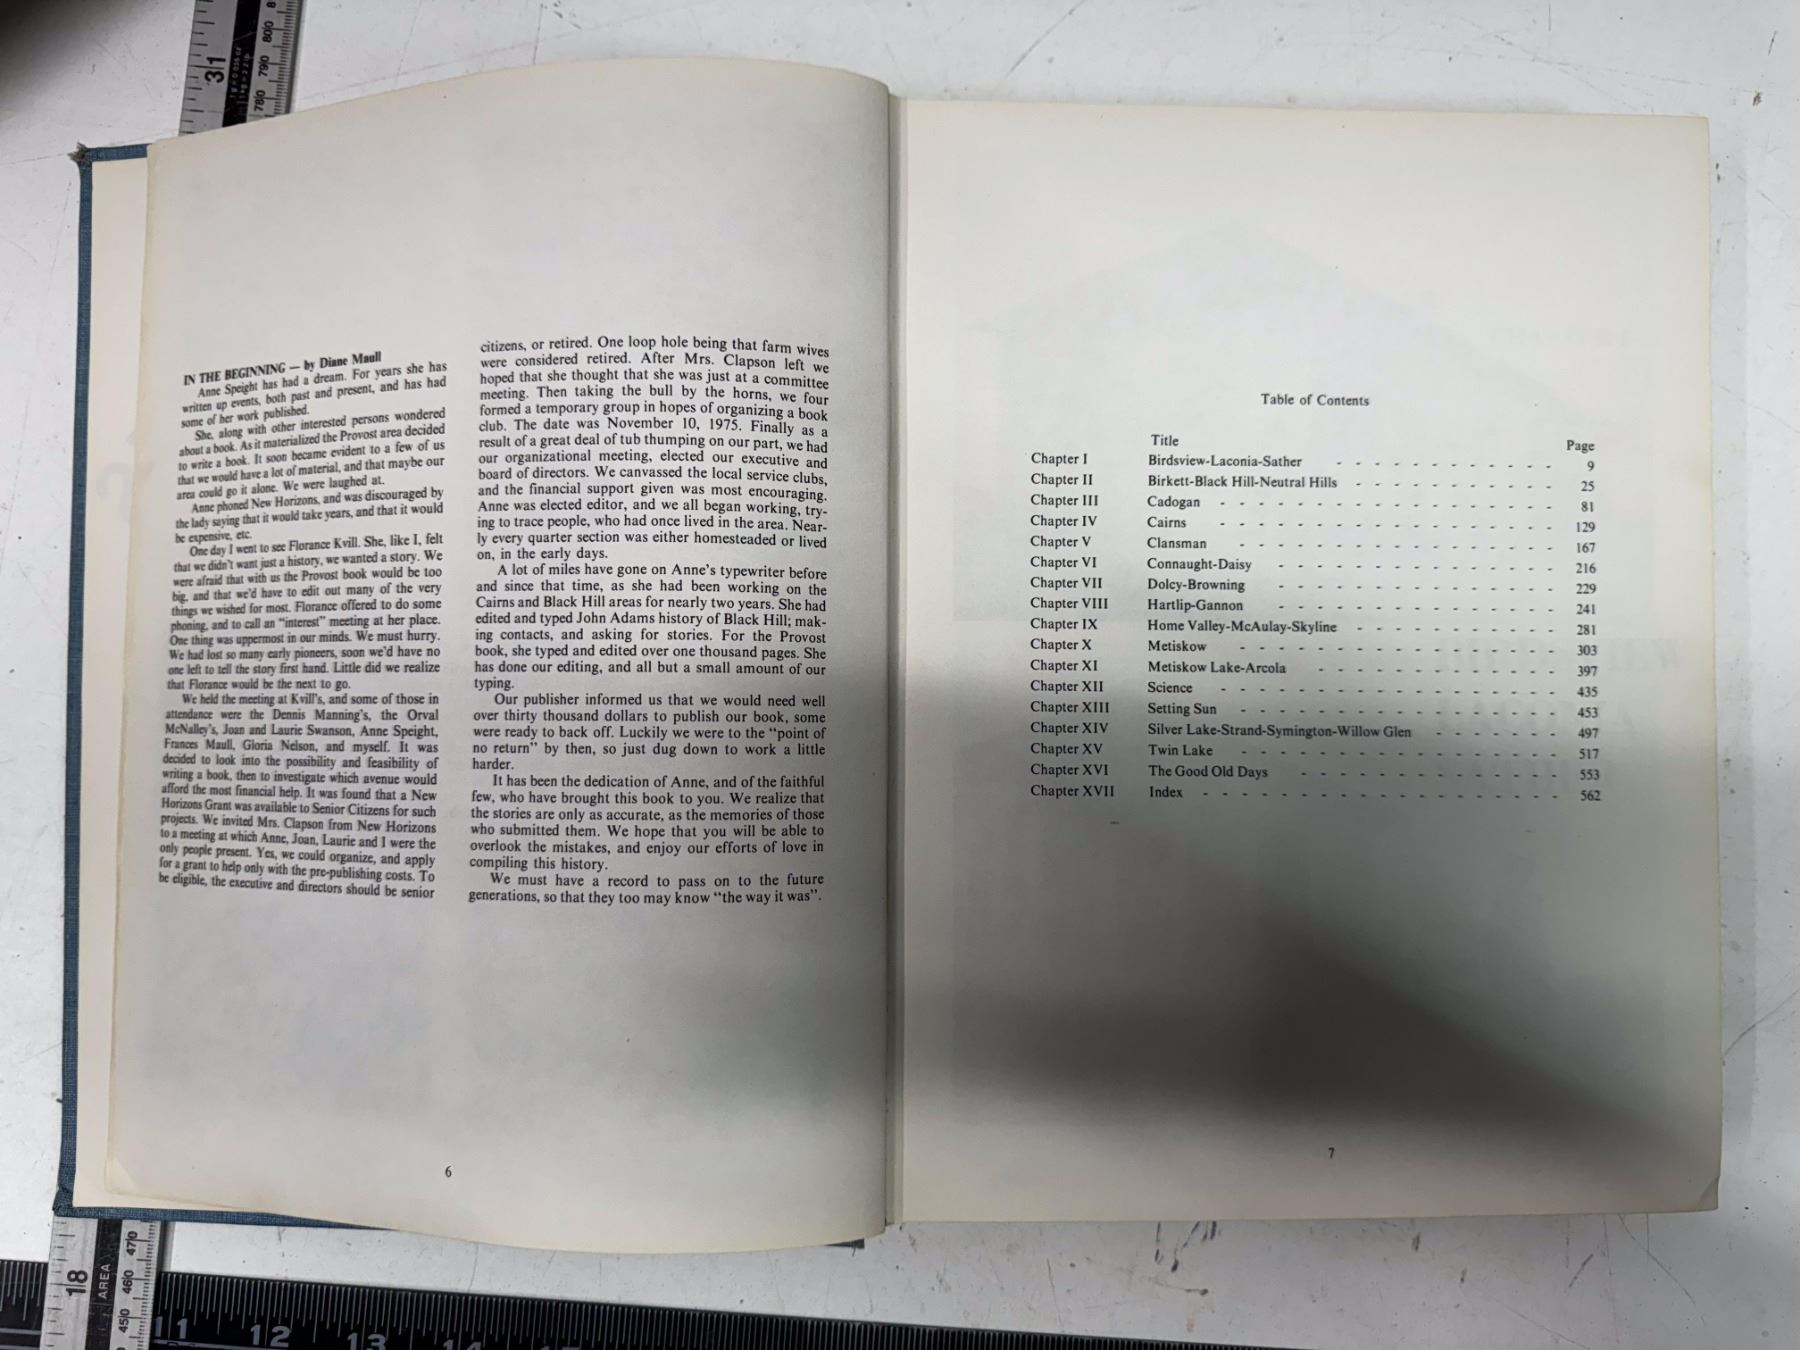 IN THE BEGINNING — by Diane Maull
Anne Speight has had a dream. For years she has
written up events, both past and present, and has had
some of her work published.
She, along with other interested persons wondered
about a book. As it materialized the Provost area decided
to write a book. It soon became evident to a few of us
that we would have a lot of material, and that maybe our
area could go it alone. We were laughed at.
Anne phoned New Horizons, and was discouraged by
the lady saying that it would take years, and that it would
be expensive, etc.
One day I went to see Florance Kvill. She, like I, felt
that we didn't want just a history, we wanted a story. We
were afraid that with us the Provost book would be too
big, and that we'd have to edit out many of the very
things we wished for most. Florance offered to do some
phoning, and to call an "interest" meeting at her place.
One thing was uppermost in our minds. We must hurry.
We had lost so many early pioneers, soon we'd have no
one left to tell the story first hand. Little did we realize
that Florance would be the next to go.
We held the meeting at Kvill's, and some of those in
attendance were the Dennis Manning's, the Orval
McNalley's, Joan and Laurie Swanson, Anne Speight,
Frances Maull, Gloria Nelson, and myself. It was
decided to look into the possibility and feasibility of
writing a book, then to investigate which avenue would
afford the most financial help. It was found that a New
Horizons Grant was available to Senior Citizens for such
projects. We invited Mrs. Clapson from New Horizons
to a meeting at which Anne, Joan, Laurie and I were the
only people present. Yes, we could organize, and apply
for a grant to help only with the pre-publishing costs. To
be eligible, the executive and directors should be senior
citizens, or retired. One loop hole being that farm wives
were considered retired. After Mrs. Clapson left we
hoped that she thought that she was just at a committee
meeting. Then taking the bull by the horns, we four
formed a temporary group in hopes of organizing a book
club. The date was November 10, 1975. Finally as a
result of a great deal of tub thumping on our part, we had
our organizational meeting, elected our executive and
board of directors. We canvassed the local service clubs,
and the financial support given was most encouraging.
Anne was elected editor, and we all began working, try-
ing to trace people, who had once lived in the area. Near-
ly every quarter section was either homesteaded or lived
on, in the early days.
A lot of miles have gone on Anne's typewriter before
and since that time, as she had been working on the
Cairns and Black Hill areas for nearly two years. She had
edited and typed John Adams history of Black Hill; mak-
ing contacts, and asking for stories. For the Provost
book, she typed and edited over one thousand pages. She
has done our editing, and all but a small amount of our
typing.
Our publisher informed us that we would need well
over thirty thousand dollars to publish our book, some
were ready to back off. Luckily we were to the "point of
no return" by then, so just dug down to work a little
harder.
It has been the dedication of Anne, and of the faithful
few, who have brought this book to you. We realize that
the stories are only as accurate, as the memories of those
who submitted them. We hope that you will be able to
overlook the mistakes, and enjoy our efforts of love in
compiling this history.
We must have a record to pass on to the future
generations, so that they too may know "the way it was".
6
Table of Contents
Title Page
Chapter I Birdsview-Laconia-Sather - - - - - - - - - - - - 9
Chapter II Birkett-Black Hill-Neutral Hills - - - - - - - - - - - 25
Chapter III Cadogan - - - - - - - - - - - - - - - - - - 81
Chapter IV Cairns - - - - - - - - - - - - - - - - - - 129
Chapter V Clansman - - - - - - - - - - - - - - - - - 167
Chapter VI Connaught-Daisy - - - - - - - - - - - - - - - 216
Chapter VII Dolcy-Browning - - - - - - - - - - - - - - - 229
Chapter VIII Hartlip-Gannon - - - - - - - - - - - - - - - 241
Chapter IX Home Valley-McAulay-Skyline - - - - - - - - - - - 281
Chapter X Metiskow - - - - - - - - - - - - - - - - - 303
Chapter XI Metiskow Lake-Arcola - - - - - - - - - - - - - 397
Chapter XII Science - - - - - - - - - - - - - - - - - - 435
Chapter XIII Setting Sun - - - - - - - - - - - - - - - - - 453
Chapter XIV Silver Lake-Strand-Symington-Willow Glen - - - - - - - 497
Chapter XV Twin Lake - - - - - - - - - - - - - - - - - 517
Chapter XVI The Good Old Days - - - - - - - - - - - - - - 553
Chapter XVII Index - - - - - - - - - - - - - - - - - - - 562
7
31
780 790 800
18
AREA
450 460 470
11 12 13